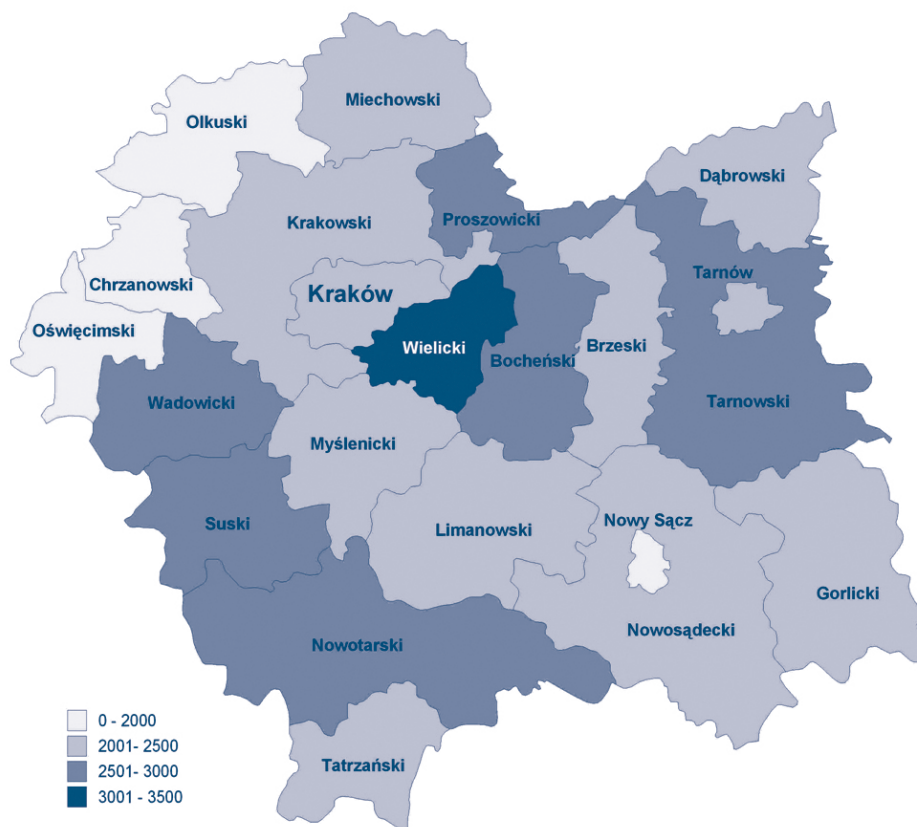 Miechowski
Olkuski
Dąbrowski
Proszowicki
Krakowski
Tarnów
Chrzanowski
Kraków
Oświęcimski
Wielicki
Brzeski
Bocheński
Wadowicki
Tarnowski
Myślenicki
Nowy Sącz
Suski
Limanowski
Gorlicki
Nowosądecki
Nowotarski
0 - 2000
2001- 2500
Tatrzański
2501- 3000
3001 - 3500